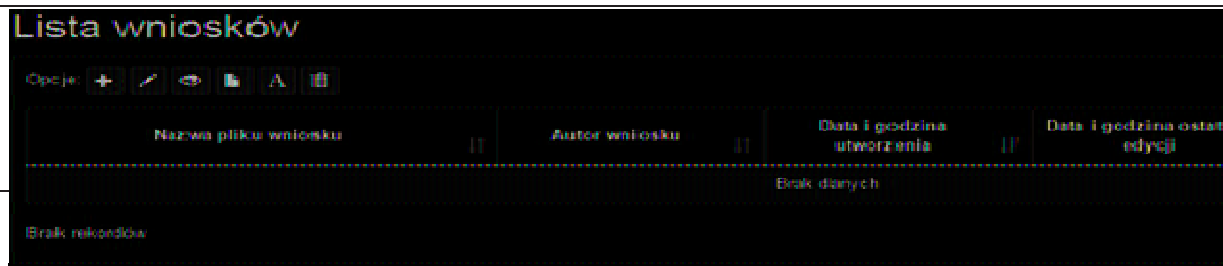 Lista wniosków
Opcje: A
Nazwa pliku wniosku
Autor wniosku
Data i godzina
utworzenia
Data i godzina ostat
edycji
Brak danych
Brak rekordów